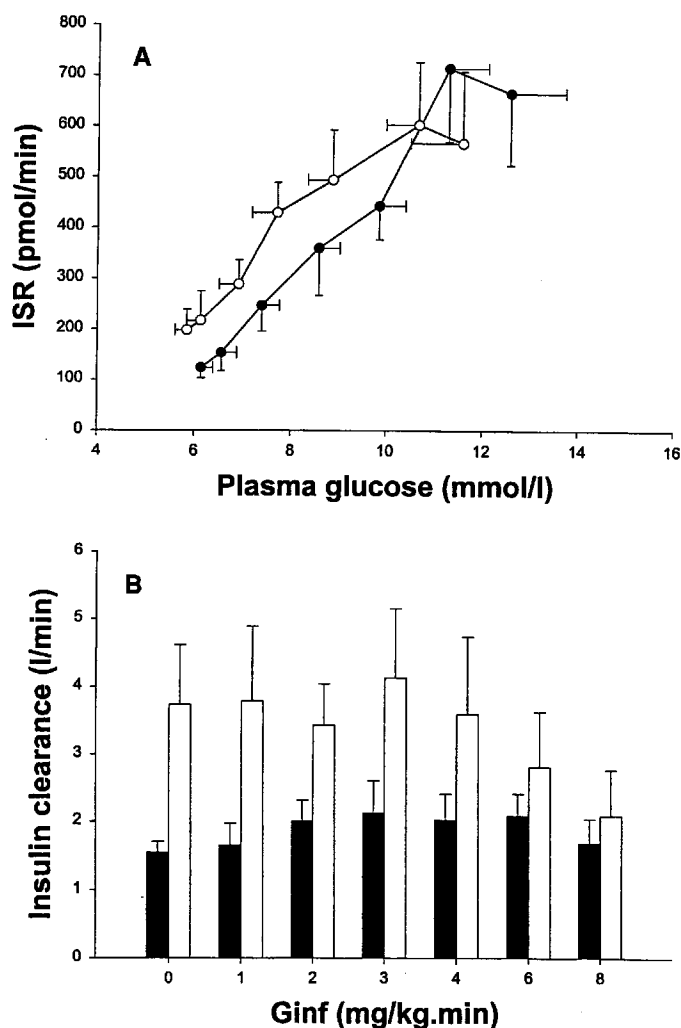 A
800
700
600
500
400
300
200
100
0
ISR (pmol/min)
4 6 8 10 12 14 16
Plasma glucose (mmol/l)
B
6
5
4
3
2
1
0
Insulin clearance (l/min)
0 1 2 3 4 6 8
Ginf (mg/kg.min)